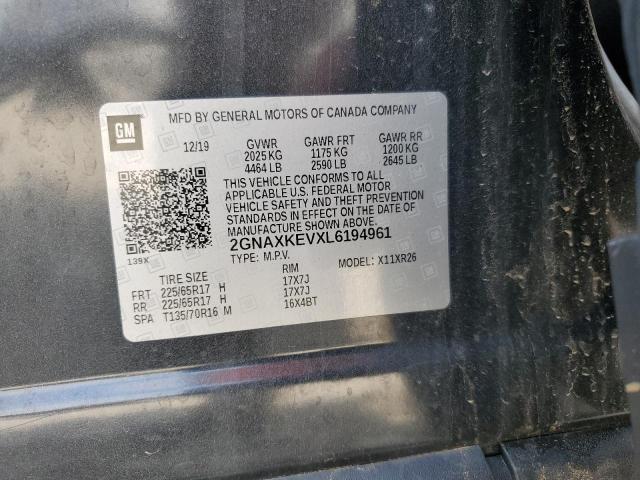 MFD BY GENERAL MOTORS OF CANADA COMPANY
GM
12/19 GVWR GAWR FRT GAWR RR
2025 KG 1175 KG 1200 KG
4464 LB 2590 LB 2645 LB
THIS VEHICLE CONFORMS TO ALL
APPLICABLE U.S. FEDERAL MOTOR
VEHICLE SAFETY AND THEFT PREVENTION
STANDARDS IN EFFECT ON THE DATE OF
MANUFACTURE SHOWN ABOVE.
2GNAXKEVXL6194961
139X
TYPE: M.P.V. MODEL: X11XR26
TIRE SIZE RIM
FRT 225/65R17 H 17X7J
RR 225/65R17 H 17X7J
SPA T135/70R16 M 16X4BT